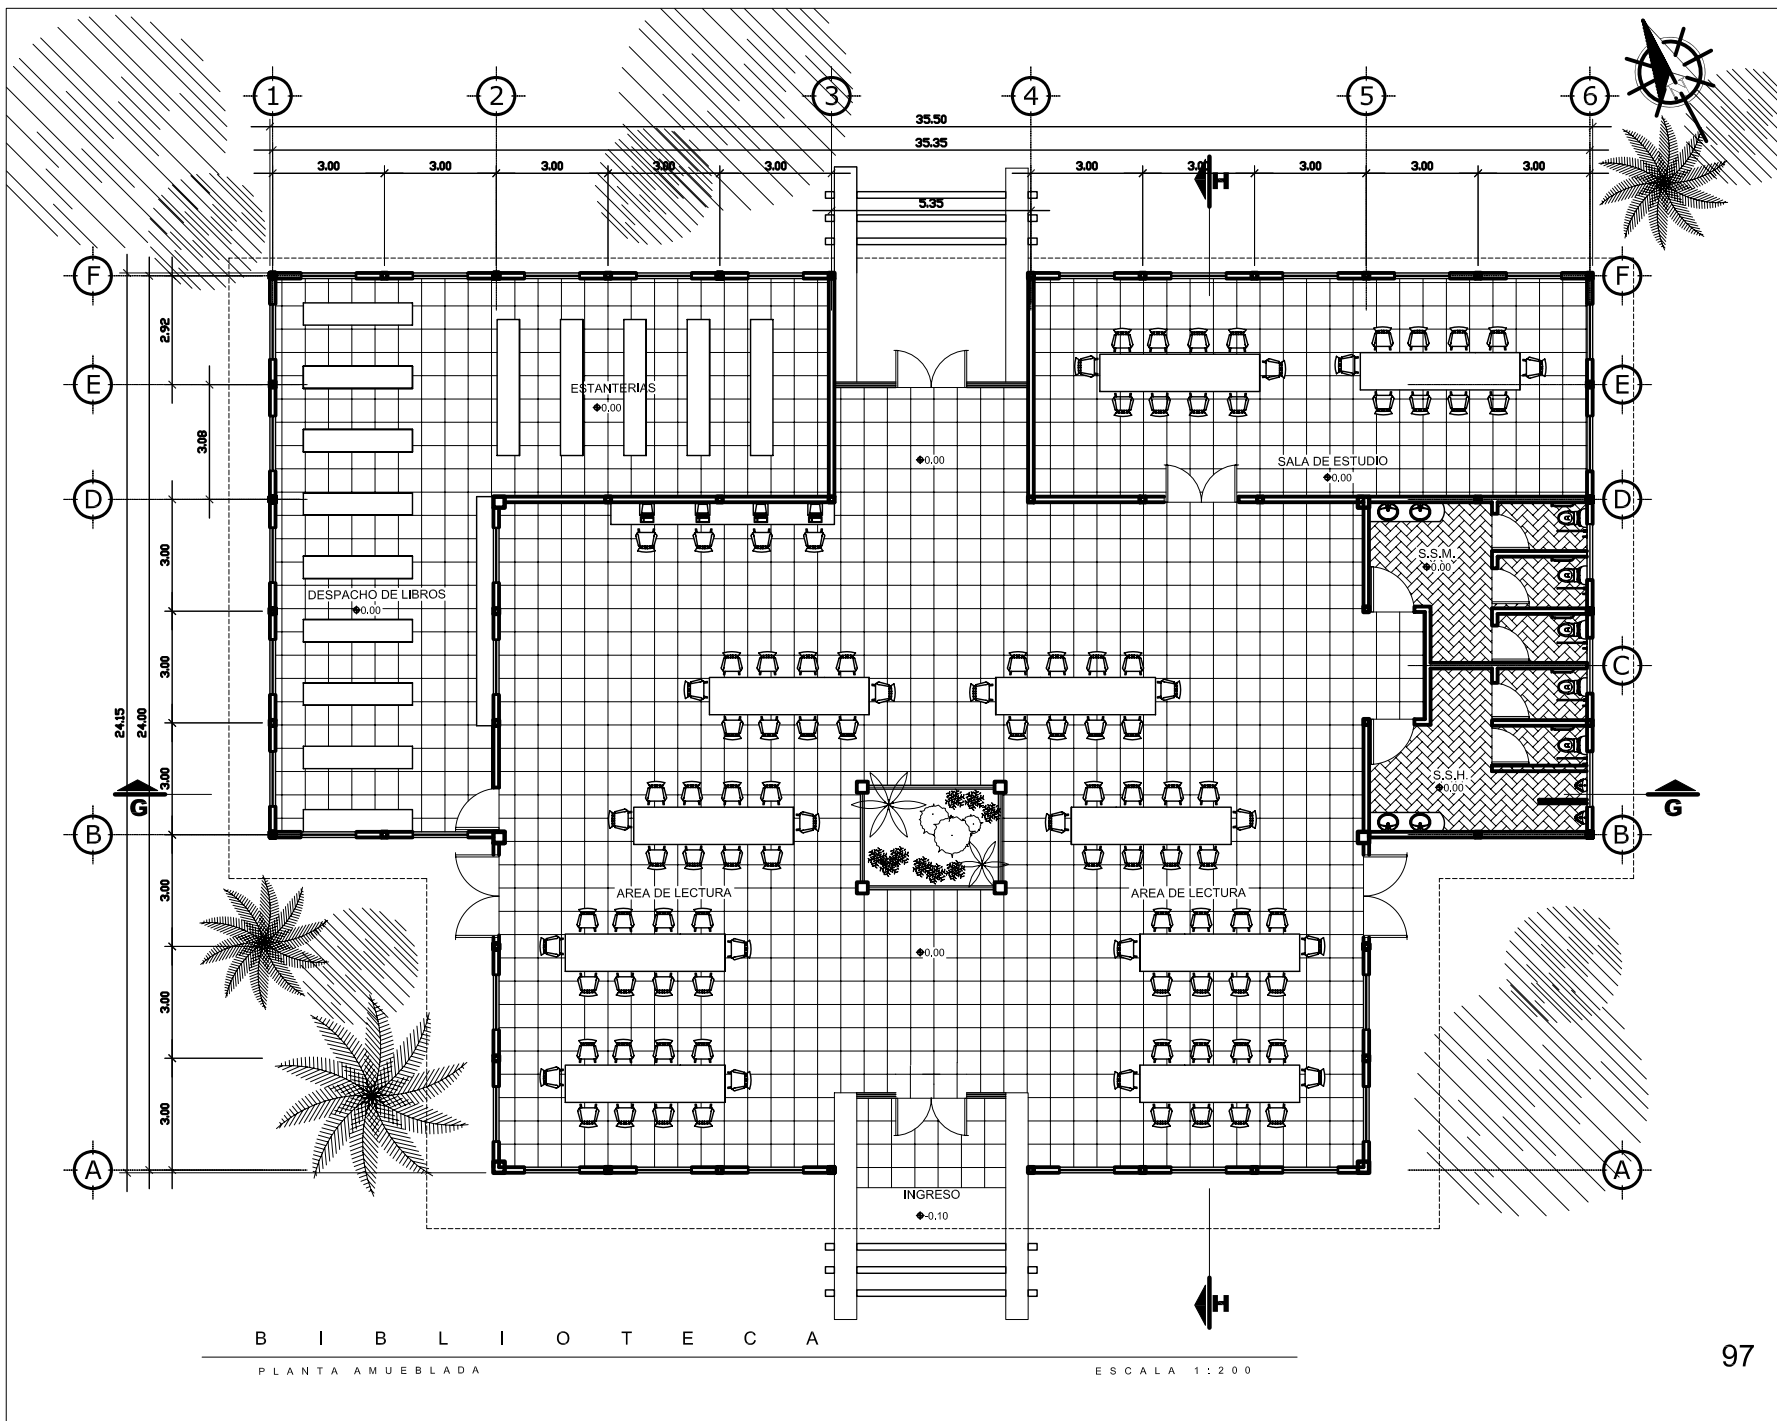 1 2 3 4 5 6
35.50
35.35
3.00 3.00 3.00 3.00 3.00 3.00 3.00 3.00 3.00 3.00
H
5.35
F F
2.92
E E
ESTANTERIAS
0.00
3.08
0.00
SALA DE ESTUDIO
0.00
D D
3.00
S.S.M.
0.00
DESPACHO DE LIBROS
0.00
3.00
C
24.15
24.00
3.00
S.S.H.
0.00
G G
B B
3.00
AREA DE LECTURA AREA DE LECTURA
0.00
3.00
3.00
A A
INGRESO
-0.10
H
BIBLIOTECA
PLANTA AMUEBLADA ESCALA 1:200
97